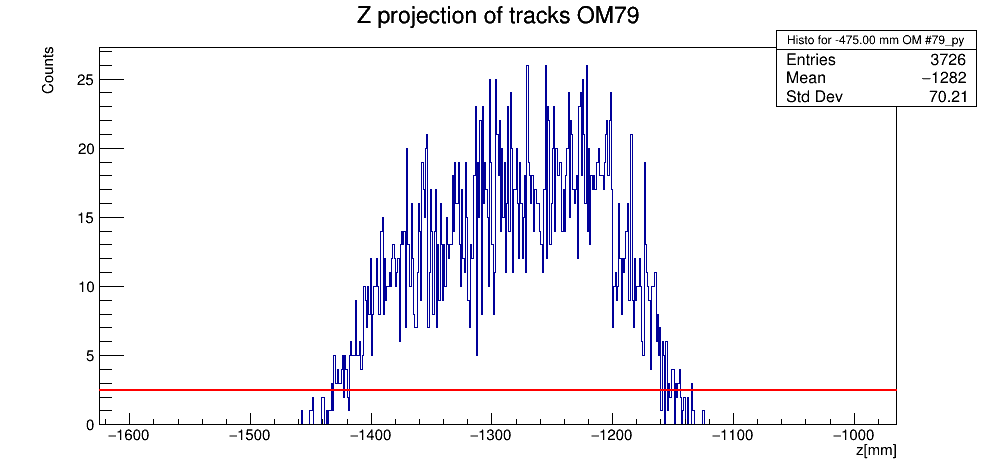 Z projection of tracks OM79
Histo for -475.00 mm OM #79_py
Entries 3726
Mean −1282
Std Dev 70.21
Counts
25
20
15
10
5
0
−1600 −1500 −1400 −1300 −1200 −1100 −1000
z[mm]